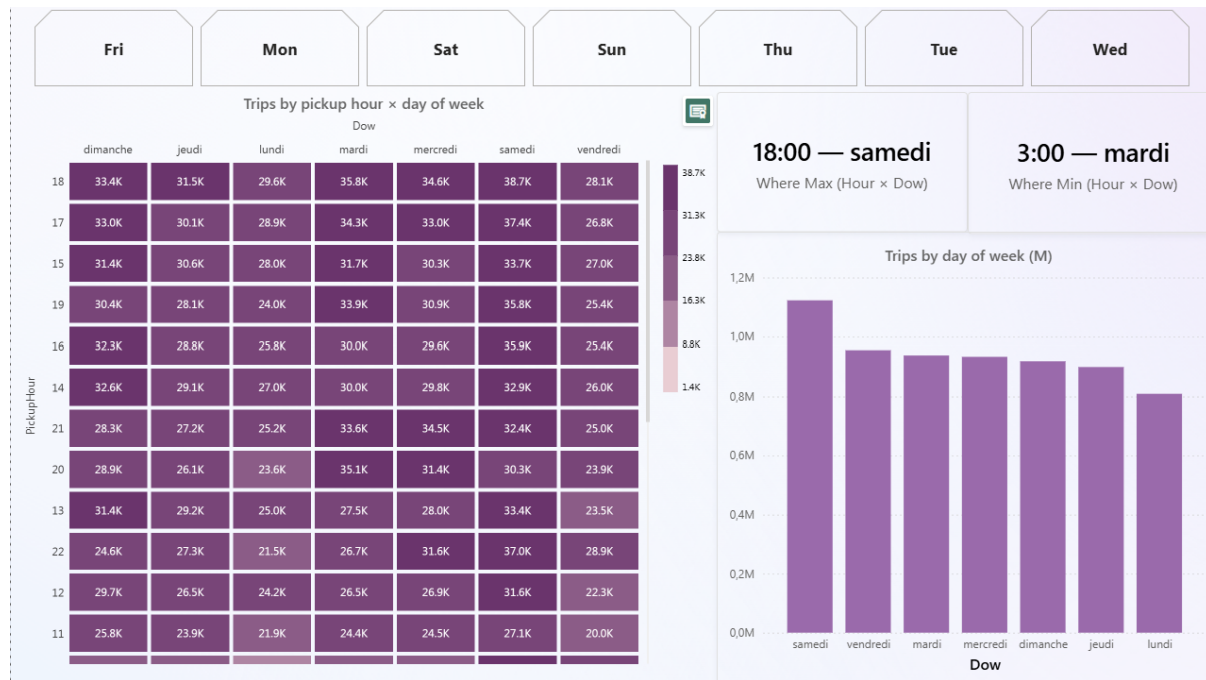 Fri Mon Sat Sun Thu Tue Wed
Trips by pickup hour × day of week
Dow
dimanche jeudi lundi mardi mercredi samedi vendredi
18 33.4K 31.5K 29.6K 35.8K 34.6K 38.7K 28.1K
17 33.0K 30.1K 28.9K 34.3K 33.0K 37.4K 26.8K
15 31.4K 30.6K 28.0K 31.7K 30.3K 33.7K 27.0K
19 30.4K 28.1K 24.0K 33.9K 30.9K 35.8K 25.4K
16 32.3K 28.8K 25.8K 30.0K 29.6K 35.9K 25.4K
14 32.6K 29.1K 27.0K 30.0K 29.8K 32.9K 26.0K
21 28.3K 27.2K 25.2K 33.6K 34.5K 32.4K 25.0K
20 28.9K 26.1K 23.6K 35.1K 31.4K 30.3K 23.9K
13 31.4K 29.2K 25.0K 27.5K 28.0K 33.4K 23.5K
22 24.6K 27.3K 21.5K 26.7K 31.6K 37.0K 28.9K
12 29.7K 26.5K 24.2K 26.5K 26.9K 31.6K 22.3K
11 25.8K 23.9K 21.9K 24.4K 24.5K 27.1K 20.0K
PickupHour
38.7K
31.3K
23.8K
16.3K
8.8K
1.4K
18:00 — samedi
Where Max (Hour × Dow)
3:00 — mardi
Where Min (Hour × Dow)
Trips by day of week (M)
1,2M
1,0M
0,8M
0,6M
0,4M
0,2M
0,0M
samedi vendredi mardi mercredi dimanche jeudi lundi
Dow